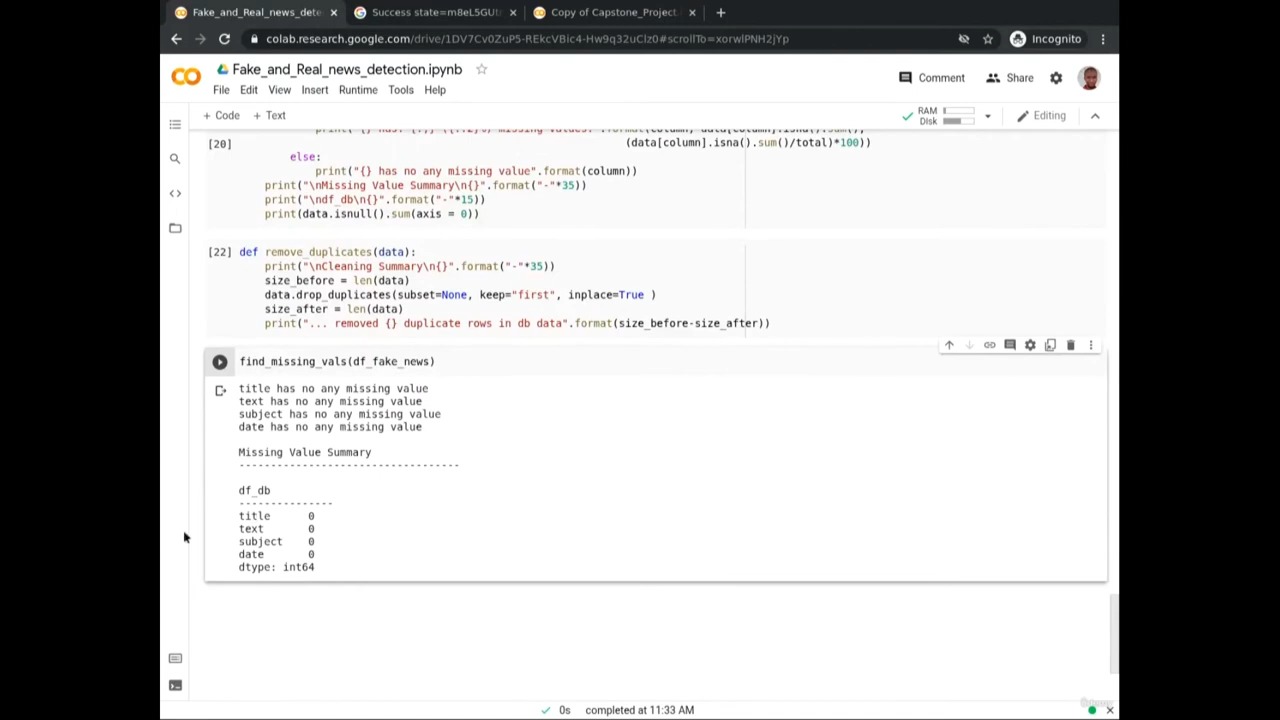 Fake_and_Real_news_dete
Success state=m8eL5GUt
Copy of Capstone_Project.
colab.research.google.com/drive/1DV7Cv0ZuP5-REkcVBic4-Hw9q32uClz0#scrollTo=xorwlPNH2jYp
Incognito
CO
Fake_and_Real_news_detection.ipynb
Comment
Share
File Edit View Insert Runtime Tools Help
+ Code + Text
RAM
Disk
Editing
[20]
(data[column].isna().sum()/total)*100))
else:
print("{} has no any missing value".format(column))
print("\nMissing Value Summary\n{}".format("-"*35))
print("\ndf_db\n{}".format("-"*15))
print(data.isnull().sum(axis = 0))
[22] def remove_duplicates(data):
print("\nCleaning Summary\n{}".format("-"*35))
size_before = len(data)
data.drop_duplicates(subset=None, keep="first", inplace=True )
size_after = len(data)
print("... removed {} duplicate rows in db data".format(size_before-size_after))
find_missing_vals(df_fake_news)
title has no any missing value
text has no any missing value
subject has no any missing value
date has no any missing value
Missing Value Summary
-----------------------------------
df_db
---------------
title 0
text 0
subject 0
date 0
dtype: int64
0s completed at 11:33 AM